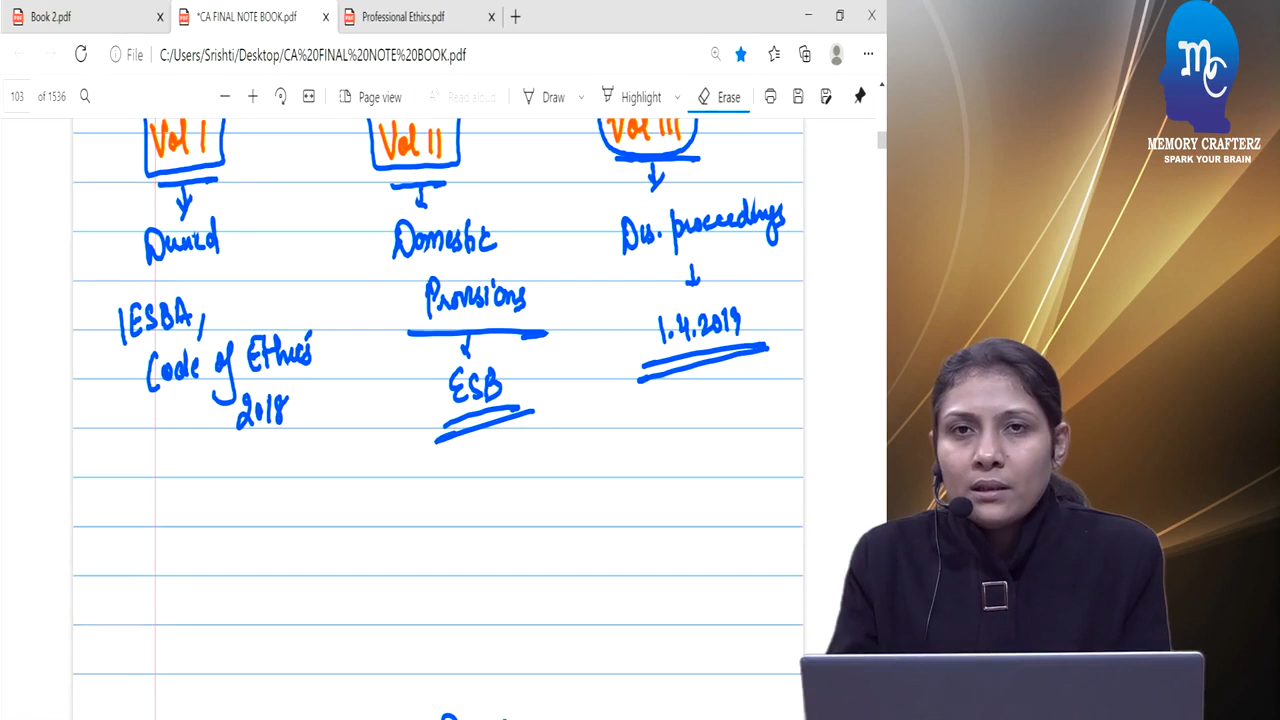 Book 2.pdf
*CA FINAL NOTE BOOK.pdf
Professional Ethics.pdf
File C:/Users/Srishti/Desktop/CA%20FINAL%20NOTE%20BOOK.pdf
103 of 1536
Page view
Read aloud
Draw
Highlight
Erase
MC
MEMORY CRAFTERZ
SPARK YOUR BRAIN
Vol I
Vol II
Vol III
Domestic
Provisions
ESB
Dis. proceedings
1.4.2019
IESBA,
Code of Ethics
2018